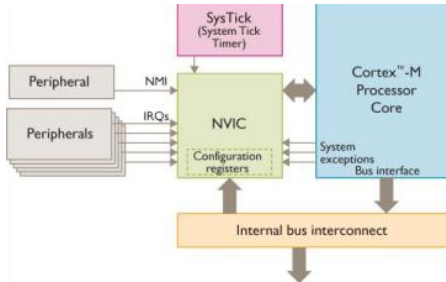 SysTick
(System Tick
Timer)
Cortex™-M
Processor
Core
Peripheral
NMI
Peripherals
IRQs
NVIC
Configuration
registers
System
exceptions
Bus interface
Internal bus interconnect